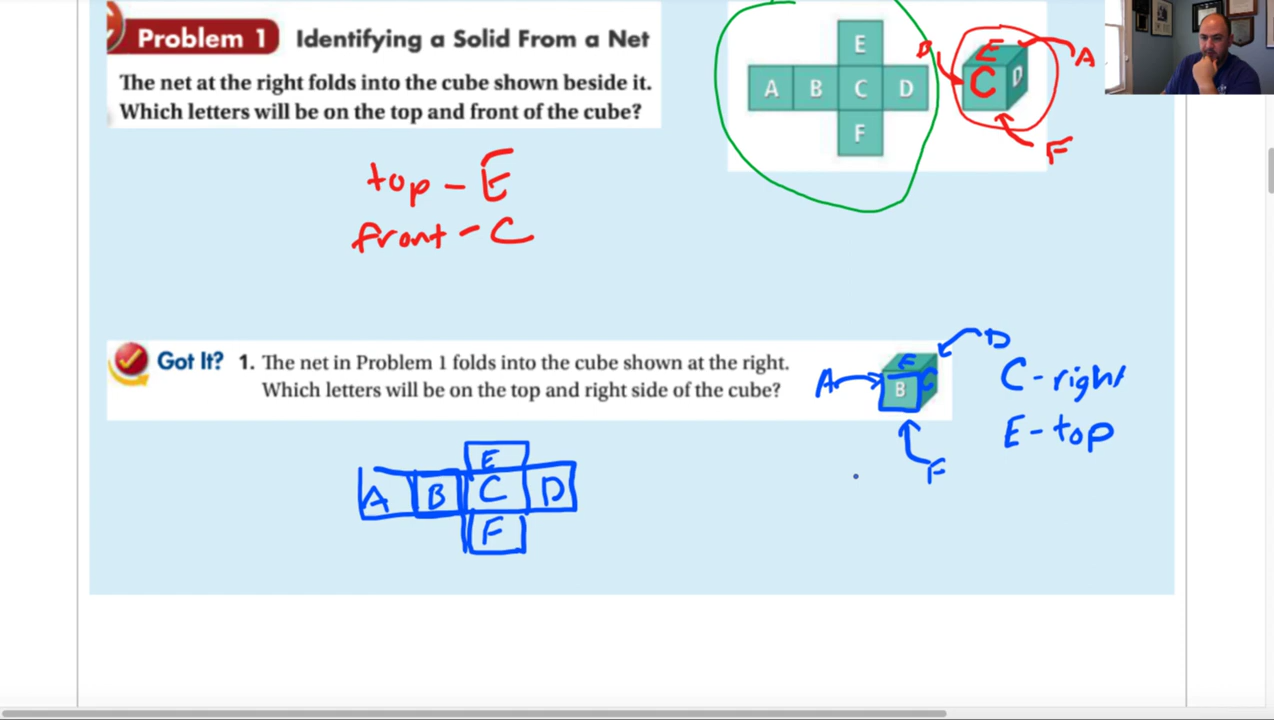 Problem 1 Identifying a Solid From a Net
The net at the right folds into the cube shown beside it.
Which letters will be on the top and front of the cube?
E
A B C D
F
B
E
A
C
D
F
top - E
front - C
Got It? 1. The net in Problem 1 folds into the cube shown at the right.
Which letters will be on the top and right side of the cube?
D
E
A
B
C
F
C - right
E - top
E
A B C D
F